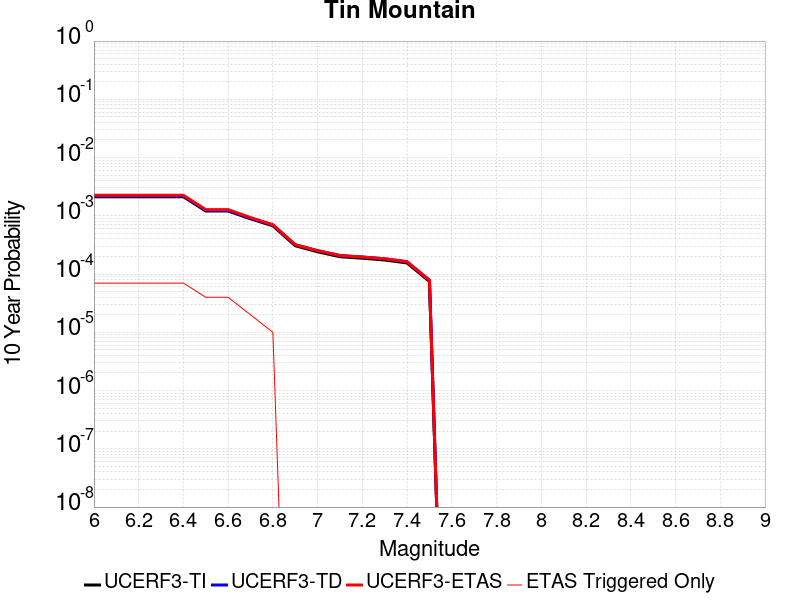 Tin Mountain
10 Year Probability
10^0
10^-1
10^-2
10^-3
10^-4
10^-5
10^-6
10^-7
10^-8
6 6.2 6.4 6.6 6.8 7 7.2 7.4 7.6 7.8 8 8.2 8.4 8.6 8.8 9
Magnitude
UCERF3-TI UCERF3-TD UCERF3-ETAS ETAS Triggered Only